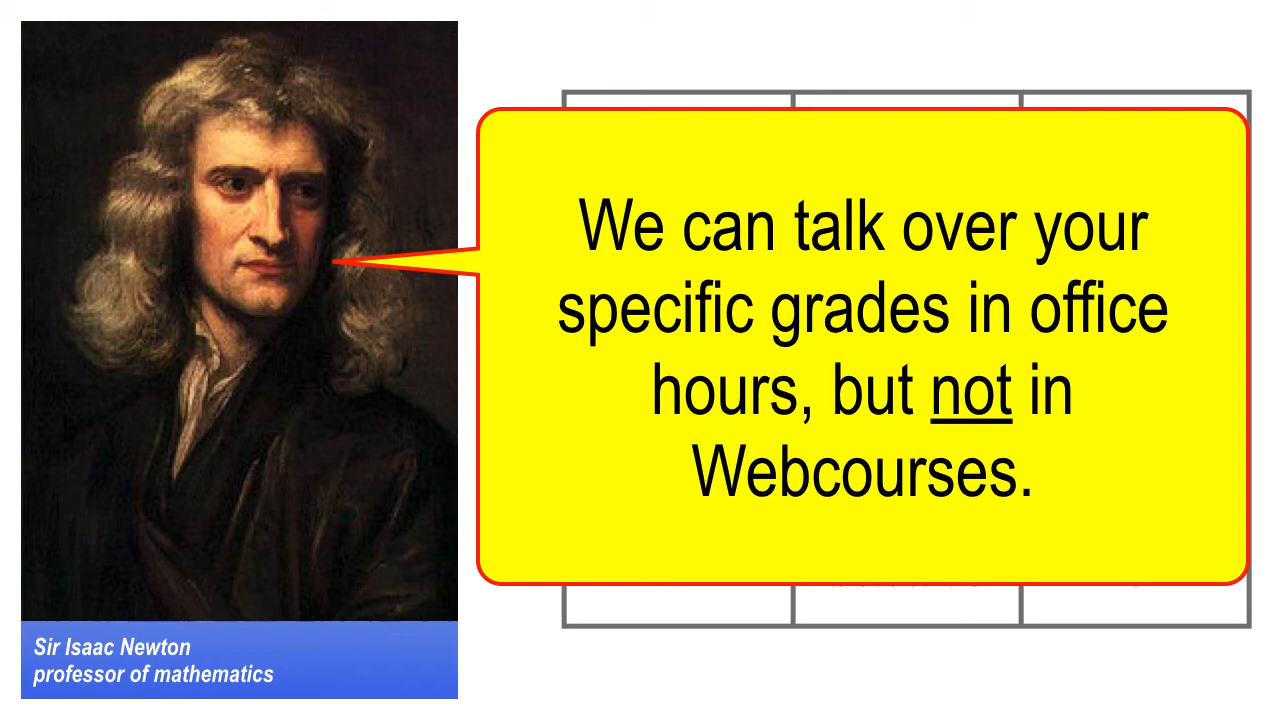 We can talk over your
specific grades in office
hours, but not in
Webcourses.
Sir Isaac Newton
professor of mathematics